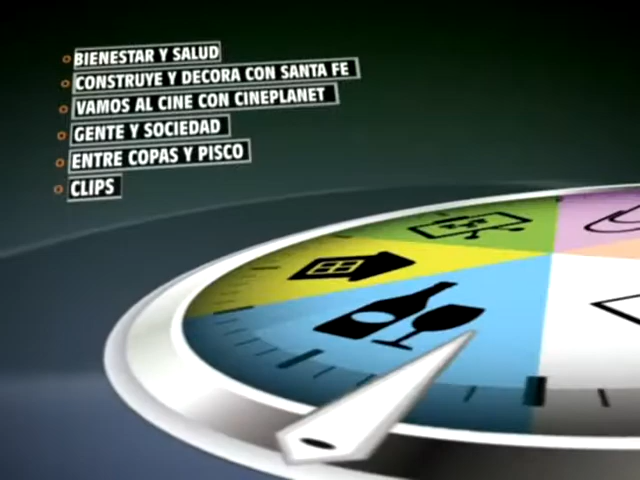 BIENESTAR Y SALUD
CONSTRUYE Y DECORA CON SANTA FE
VAMOS AL CINE CON CINEPLANET
GENTE Y SOCIEDAD
ENTRE COPAS Y PISCO
CLIPS